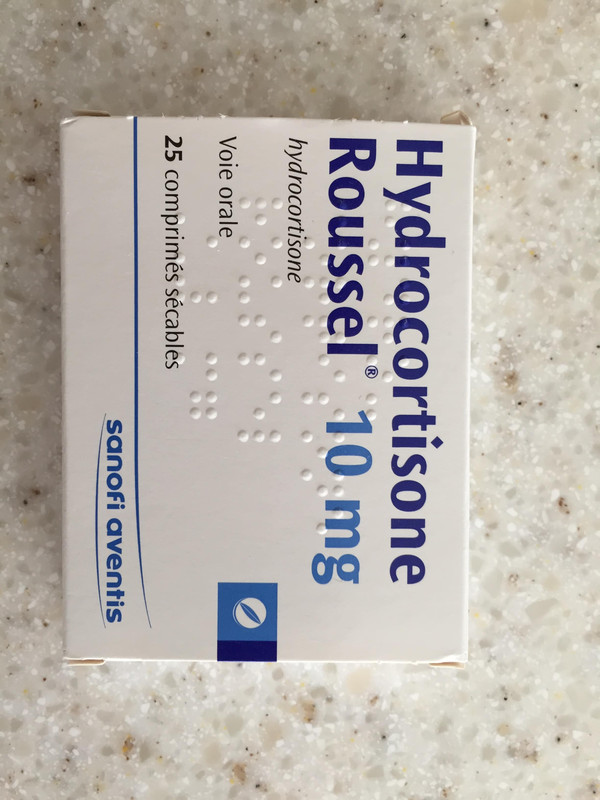 Hydrocortisone
Roussel® 10 mg
hydrocortisone
Voie orale
25 comprimés sécables
sanofi aventis